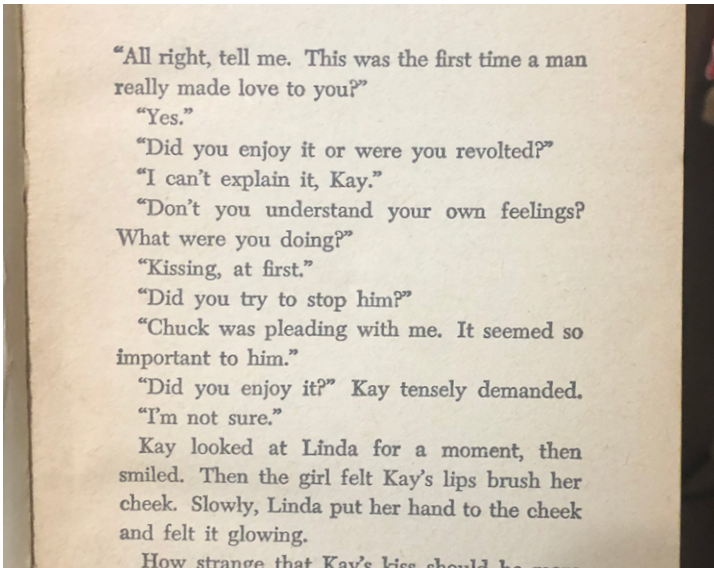 “All right, tell me. This was the first time a man
really made love to you?”
“Yes.”
“Did you enjoy it or were you revolted?”
“I can’t explain it, Kay.”
“Don’t you understand your own feelings?
What were you doing?”
“Kissing, at first.”
“Did you try to stop him?”
“Chuck was pleading with me. It seemed so
important to him.”
“Did you enjoy it?” Kay tensely demanded.
“I’m not sure.”
Kay looked at Linda for a moment, then
smiled. Then the girl felt Kay’s lips brush her
cheek. Slowly, Linda put her hand to the cheek
and felt it glowing.
How strange that Kay’s kiss should be more